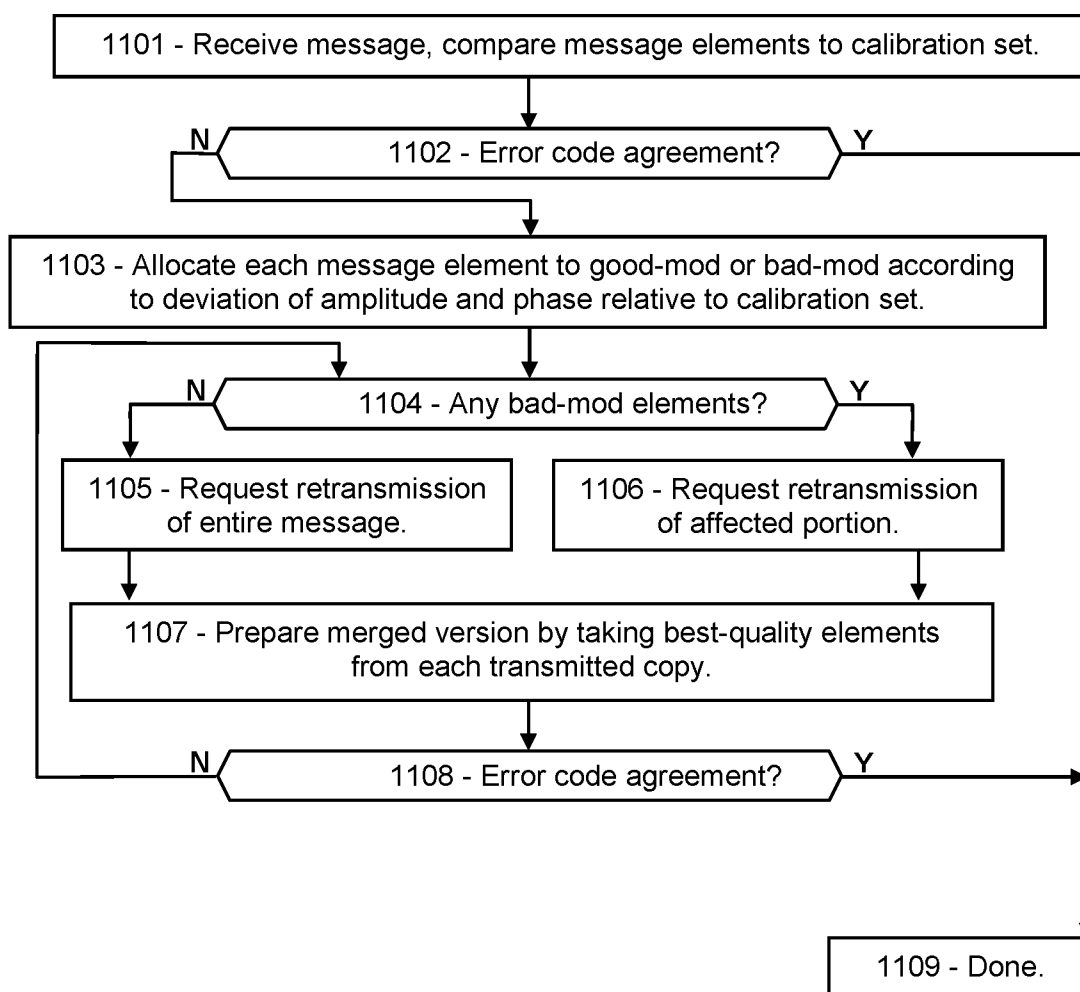 1101 - Receive message, compare message elements to calibration set.
N
1102 - Error code agreement?
Y
1103 - Allocate each message element to good-mod or bad-mod according
to deviation of amplitude and phase relative to calibration set.
N
1104 - Any bad-mod elements?
Y
1105 - Request retransmission
of entire message.
1106 - Request retransmission
of affected portion.
1107 - Prepare merged version by taking best-quality elements
from each transmitted copy.
N
1108 - Error code agreement?
Y
1109 - Done.